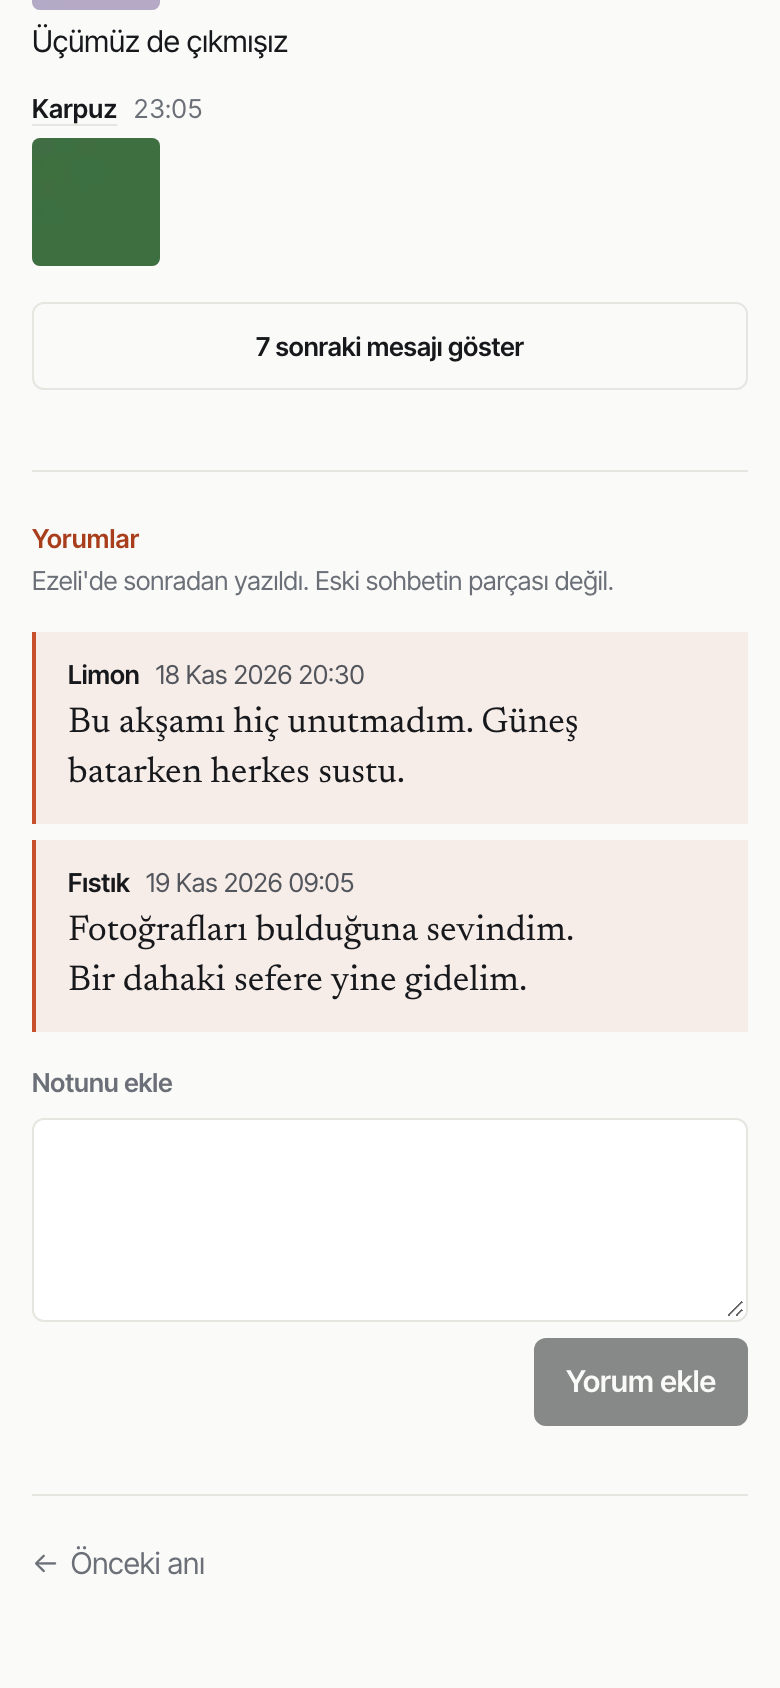 Üçümüz de çıkmışız
Karpuz 23:05
7 sonraki mesajı göster
Yorumlar
Ezeli'de sonradan yazıldı. Eski sohbetin parçası değil.
Limon 18 Kas 2026 20:30
Bu akşamı hiç unutmadım. Güneş
batarken herkes sustu.
Fıstık 19 Kas 2026 09:05
Fotoğrafları bulduğuna sevindim.
Bir dahaki sefere yine gidelim.
Notunu ekle
Yorum ekle
← Önceki anı